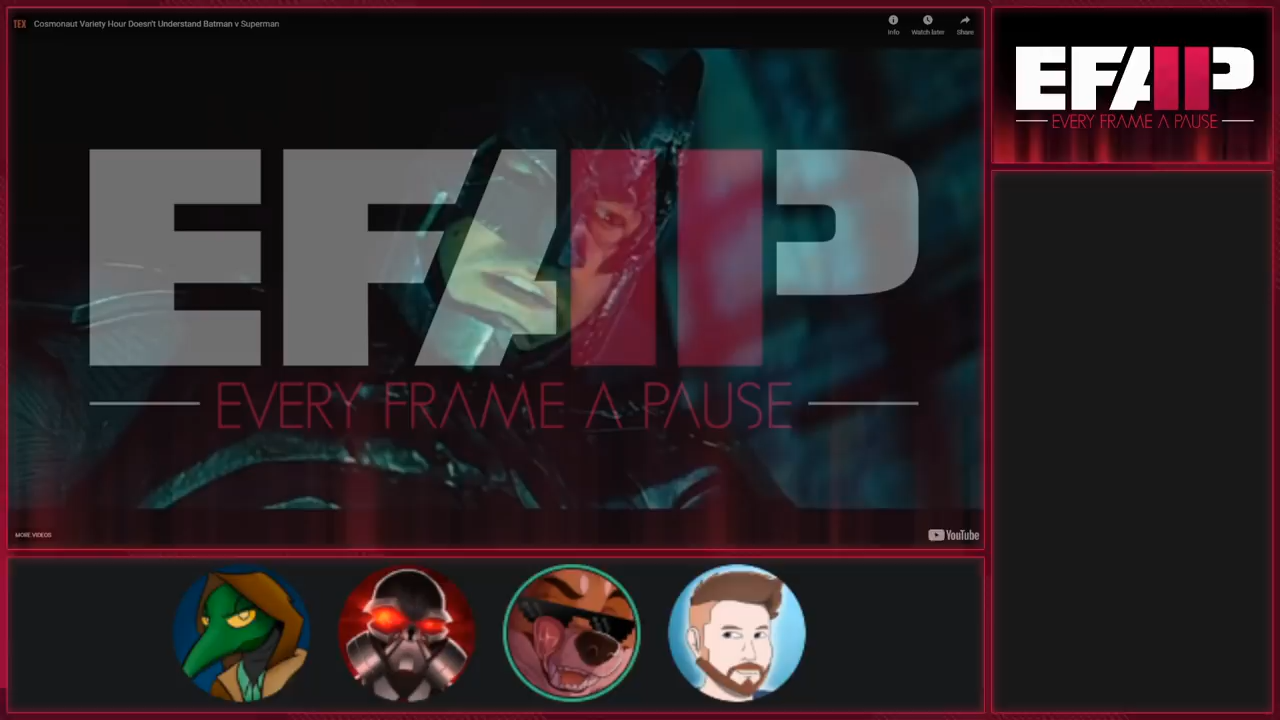 TEX Cosmonaut Variety Hour Doesn't Understand Batman v Superman
Info
Watch later
Share
EFAP
EVERY FRAME A PAUSE
MORE VIDEOS
YouTube
EFAP
EVERY FRAME A PAUSE